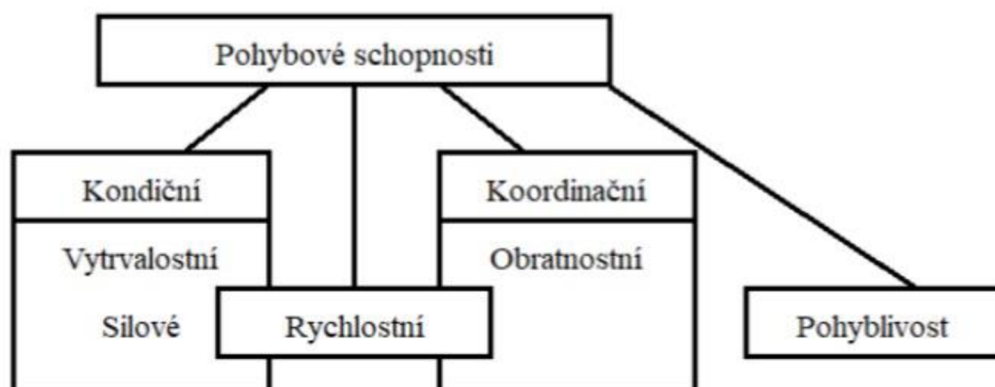 Pohybové schopnosti
Kondiční
Koordinační
Vytrvalostní
Obratnostní
Silové
Rychlostní
Pohyblivost